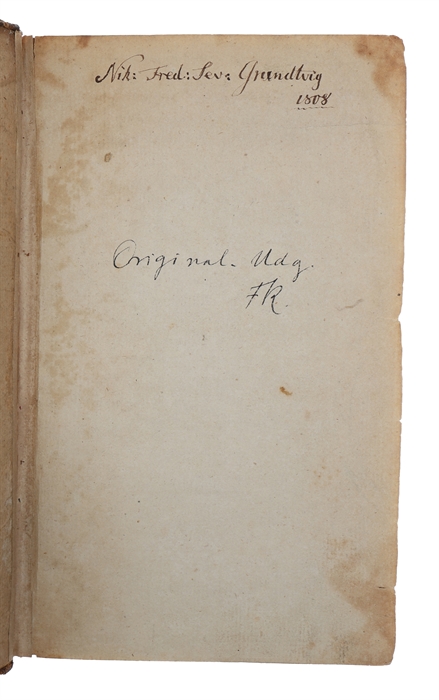 Nik: Fred: Sev: Grundtvig
1808
Original. Udg.
FR.